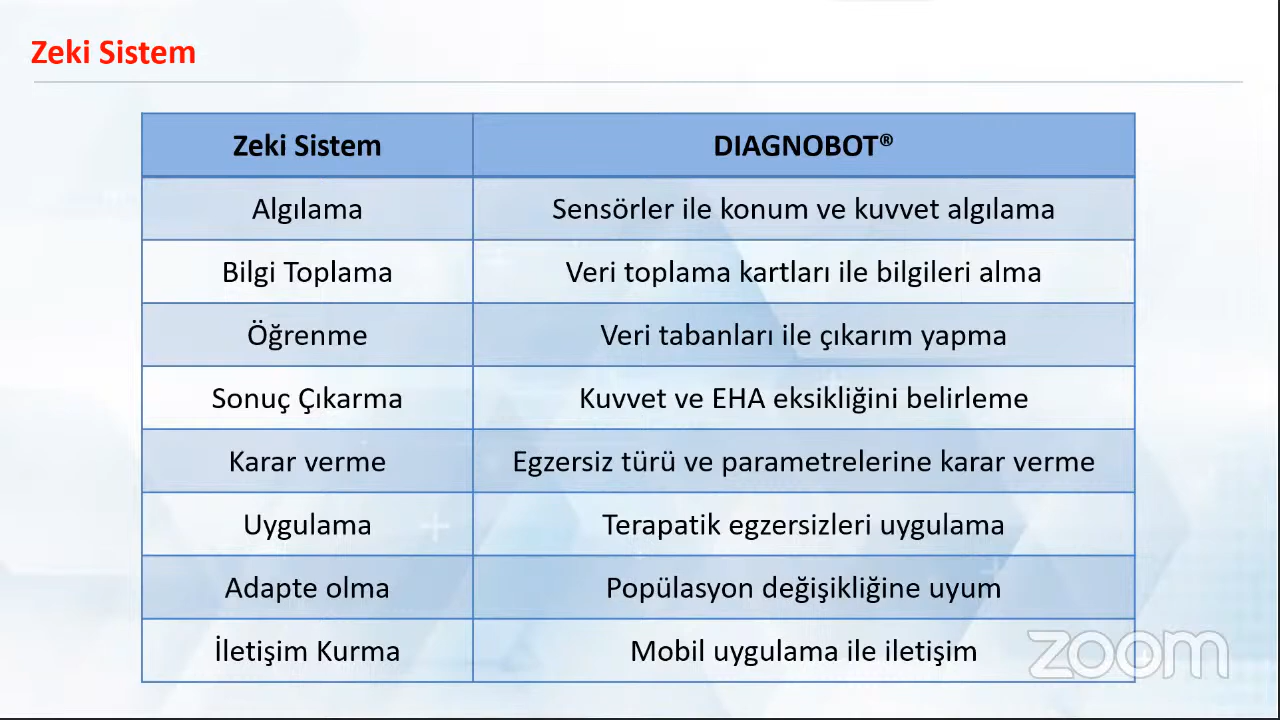 Zeki Sistem
Zeki Sistem DIAGNOBOT®
Algılama Sensörler ile konum ve kuvvet algılama
Bilgi Toplama Veri toplama kartları ile bilgileri alma
Öğrenme Veri tabanları ile çıkarım yapma
Sonuç Çıkarma Kuvvet ve EHA eksikliğini belirleme
Karar verme Egzersiz türü ve parametrelerine karar verme
Uygulama Terapatik egzersizleri uygulama
Adapte olma Popülasyon değişikliğine uyum
İletişim Kurma Mobil uygulama ile iletişim
zoom